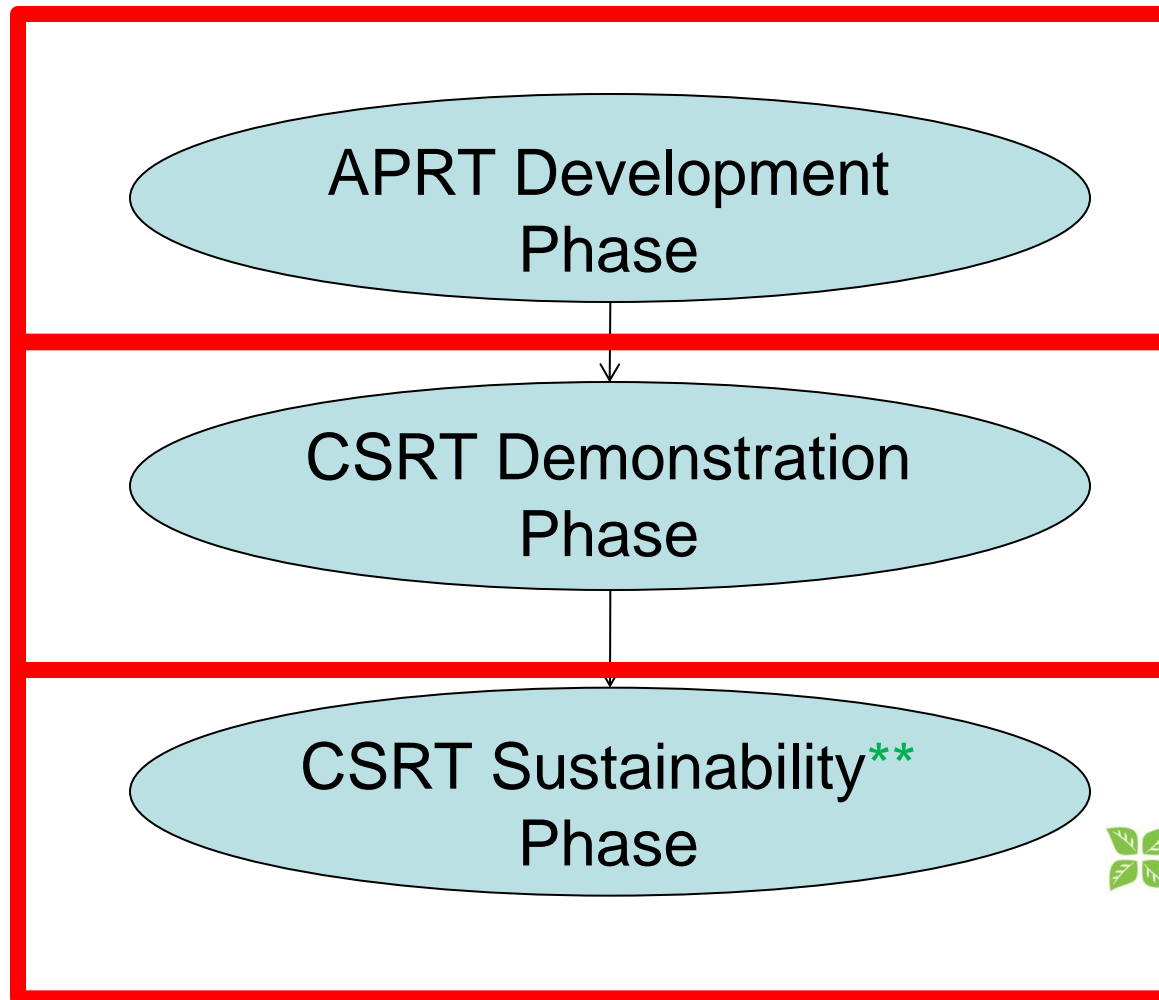 APRT Development
Phase
CSRT Demonstration
Phase
CSRT Sustainability**
Phase